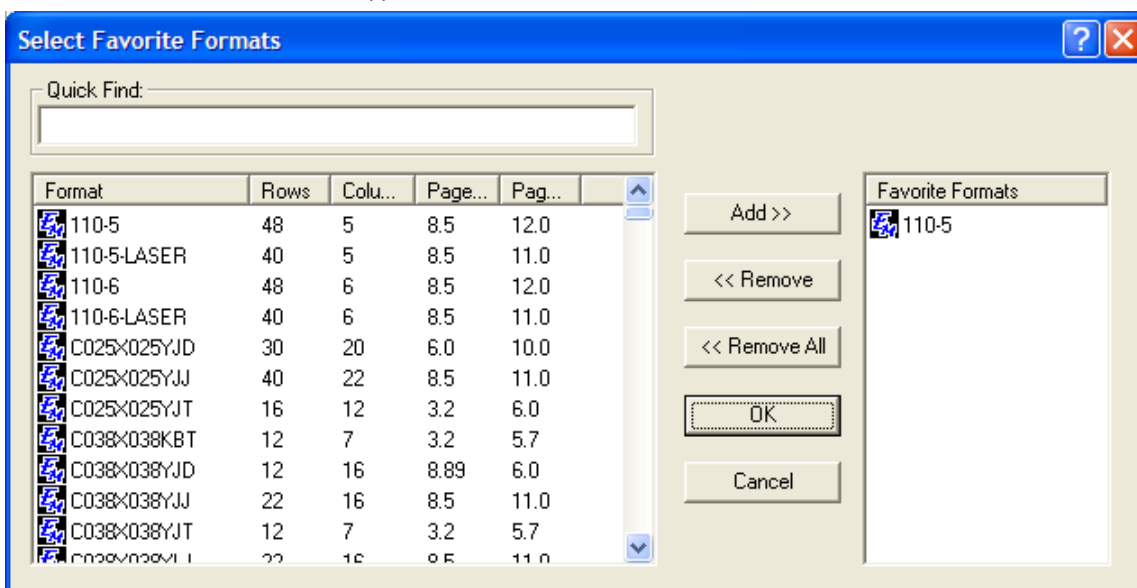 Select Favorite Formats
Quick Find:
Format Rows Colu... Page... Pag...
110-5 48 5 8.5 12.0
110-5-LASER 40 5 8.5 11.0
110-6 48 6 8.5 12.0
110-6-LASER 40 6 8.5 11.0
C025X025YJD 30 20 6.0 10.0
C025X025YJJ 40 22 8.5 11.0
C025X025YJT 16 12 3.2 6.0
C038X038KBT 12 7 3.2 5.7
C038X038YJD 12 16 8.89 6.0
C038X038YJJ 22 16 8.5 11.0
C038X038YJT 12 7 3.2 5.7
Add >>
<< Remove
<< Remove All
OK
Cancel
Favorite Formats
110-5